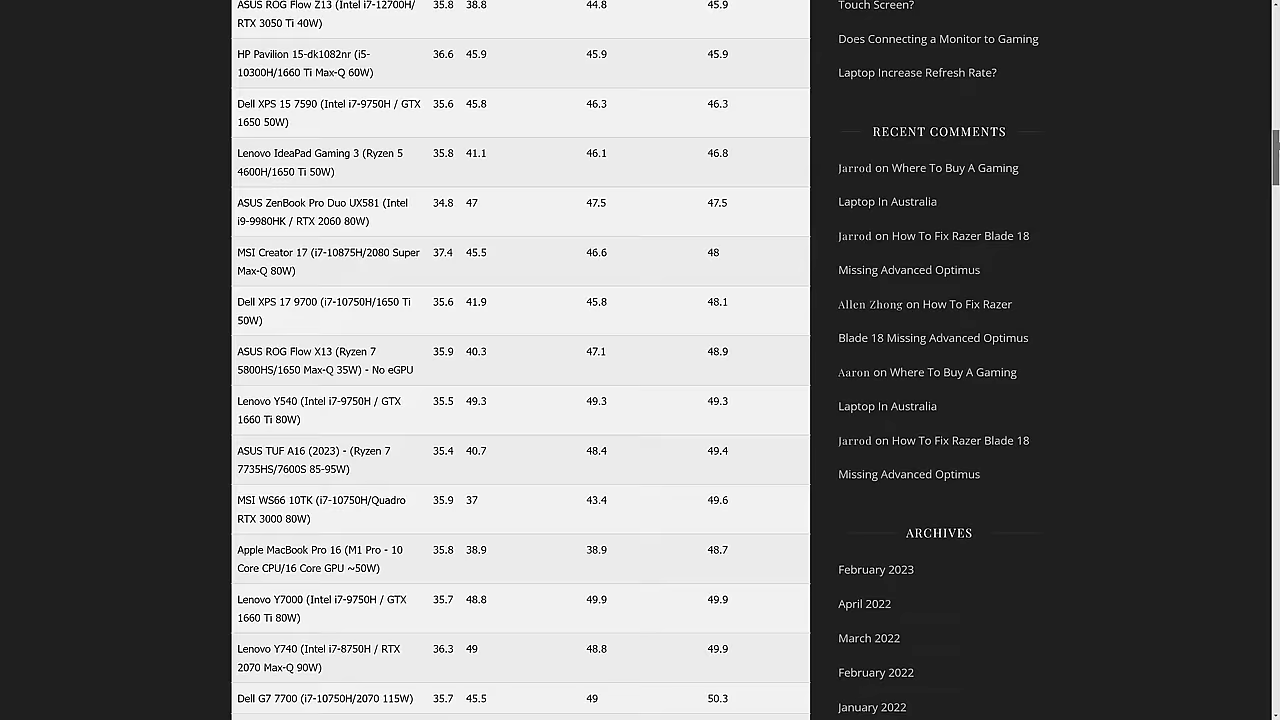 ASUS ROG Flow Z13 (Intel i7-12700H/ 35.8 38.8 44.8 45.9
RTX 3050 Ti 40W)
HP Pavilion 15-dk1082nr (i5- 36.6 45.9 45.9 45.9
10300H/1660 Ti Max-Q 60W)
Dell XPS 15 7590 (Intel i7-9750H / GTX 35.6 45.8 46.3 46.3
1650 50W)
Lenovo IdeaPad Gaming 3 (Ryzen 5 35.8 41.1 46.1 46.8
4600H/1650 Ti 50W)
ASUS ZenBook Pro Duo UX581 (Intel 34.8 47 47.5 47.5
i9-9980HK / RTX 2060 80W)
MSI Creator 17 (i7-10875H/2080 Super 37.4 45.5 46.6 48
Max-Q 80W)
Dell XPS 17 9700 (i7-10750H/1650 Ti 35.6 41.9 45.8 48.1
50W)
ASUS ROG Flow X13 (Ryzen 7 35.9 40.3 47.1 48.9
5800HS/1650 Max-Q 35W) - No eGPU
Lenovo Y540 (Intel i7-9750H / GTX 35.5 49.3 49.3 49.3
1660 Ti 80W)
ASUS TUF A16 (2023) - (Ryzen 7 35.4 40.7 48.4 49.4
7735HS/7600S 85-95W)
MSI WS66 10TK (i7-10750H/Quadro 35.9 37 43.4 49.6
RTX 3000 80W)
Apple MacBook Pro 16 (M1 Pro - 10 35.8 38.9 38.9 48.7
Core CPU/16 Core GPU ~50W)
Lenovo Y7000 (Intel i7-9750H / GTX 35.7 48.8 49.9 49.9
1660 Ti 80W)
Lenovo Y740 (Intel i7-8750H / RTX 36.3 49 48.8 49.9
2070 Max-Q 90W)
Dell G7 7700 (i7-10750H/2070 115W) 35.7 45.5 49 50.3
Touch Screen?
Does Connecting a Monitor to Gaming
Laptop Increase Refresh Rate?
RECENT COMMENTS
Jarrod on Where To Buy A Gaming
Laptop In Australia
Jarrod on How To Fix Razer Blade 18
Missing Advanced Optimus
Allen Zhong on How To Fix Razer
Blade 18 Missing Advanced Optimus
Aaron on Where To Buy A Gaming
Laptop In Australia
Jarrod on How To Fix Razer Blade 18
Missing Advanced Optimus
ARCHIVES
February 2023
April 2022
March 2022
February 2022
January 2022